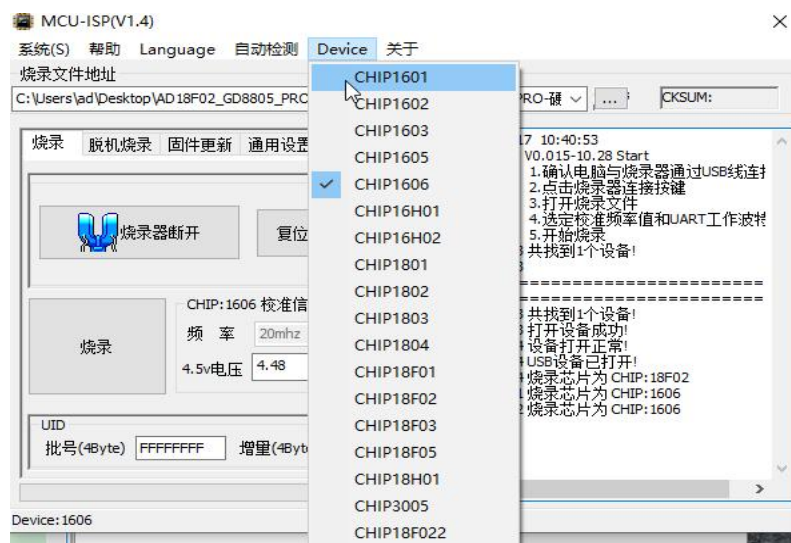 MCU-ISP(V1.4)
系统(S) 帮助 Language 自动检测 Device 关于
烧录文件地址
C:\Users\ad\Desktop\AD18F02_GD8805_PRC
PRO-硬
...
CKSUM:
烧录 脱机烧录 固件更新 通用设置
烧录器断开
复位
烧录
CHIP:1606 校准信
频 率 20mhz
4.5v电压 4.48
UID
批号(4Byte) FFFFFFFF 增量(4Byt
Device:1606
CHIP1601
CHIP1602
CHIP1603
CHIP1605
CHIP1606
CHIP16H01
CHIP16H02
CHIP1801
CHIP1802
CHIP1803
CHIP1804
CHIP18F01
CHIP18F02
CHIP18F03
CHIP18F05
CHIP18H01
CHIP3005
CHIP18F022
17 10:40:53
V0.015-10.28 Start
1.确认电脑与烧录器通过USB线连接
2.点击烧录器连接按键
3.打开烧录文件
4.选定校准频率值和UART工作波特
5.开始烧录
共找到1个设备!
========================
========================
共找到1个设备!
打开设备成功!
设备打开正常!
USB设备已打开!
烧录芯片为 CHIP:18F02
烧录芯片为 CHIP:1606
烧录芯片为 CHIP:1606